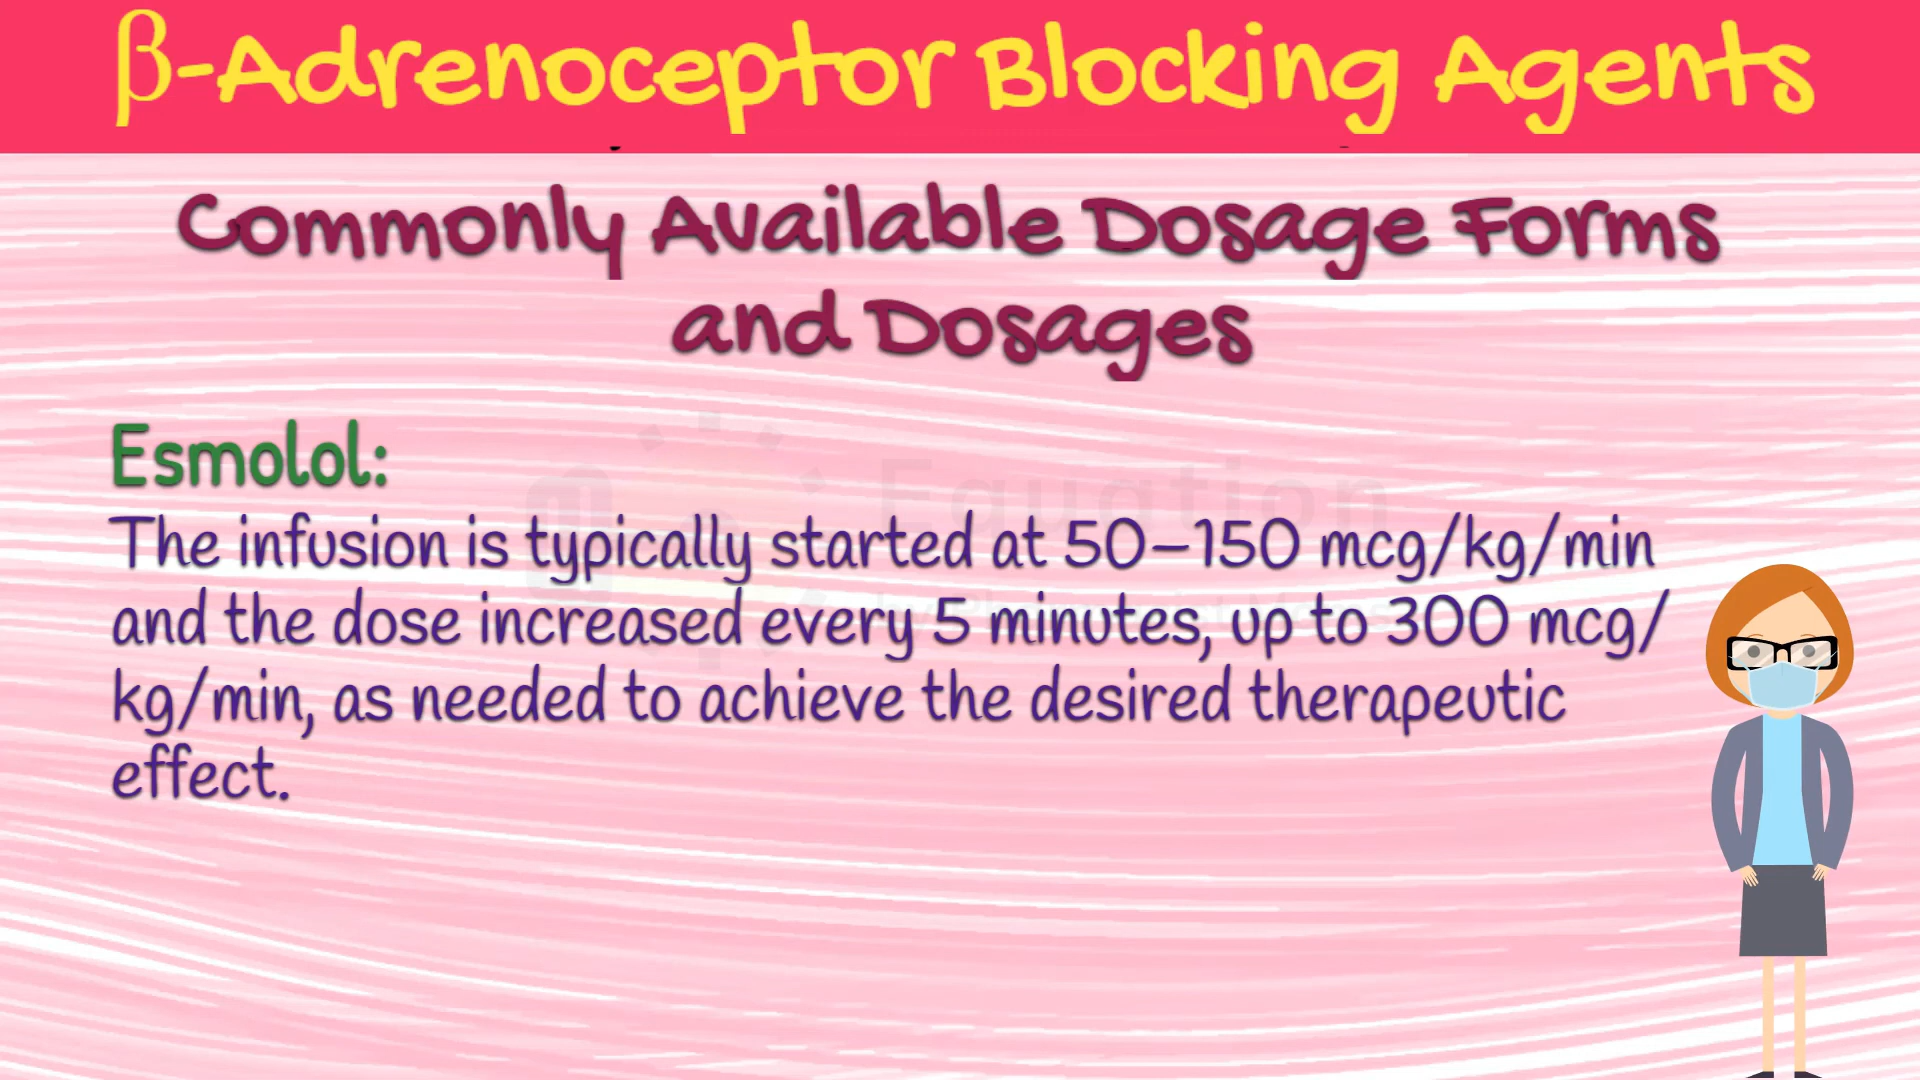 β-Adrenoceptor Blocking Agents
Commonly Available Dosage Forms
and Dosages
Esmolol:
The infusion is typically started at 50–150 mcg/kg/min
and the dose increased every 5 minutes, up to 300 mcg/
kg/min, as needed to achieve the desired therapeutic
effect.
Equation